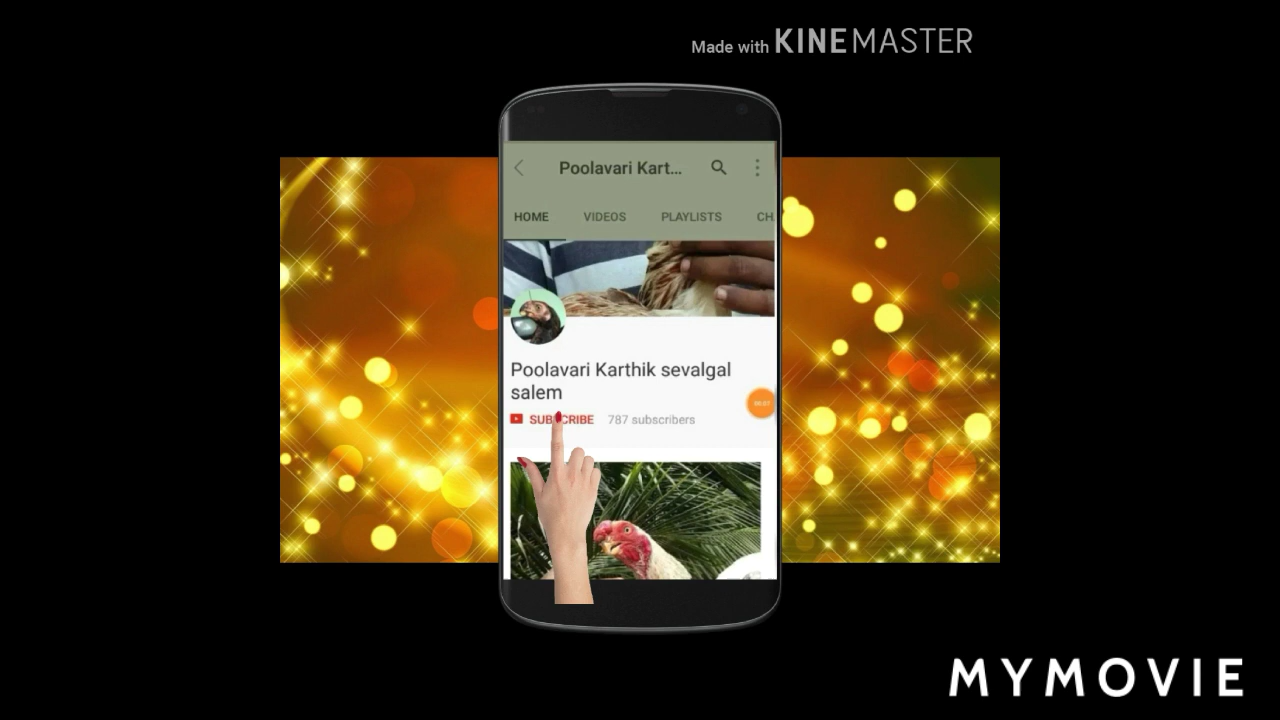 Made with KINEMASTER
Poolavari Kart...
HOME VIDEOS PLAYLISTS CH
Poolavari Karthik sevalgal
salem
SUBSCRIBE 787 subscribers
MYMOVIE